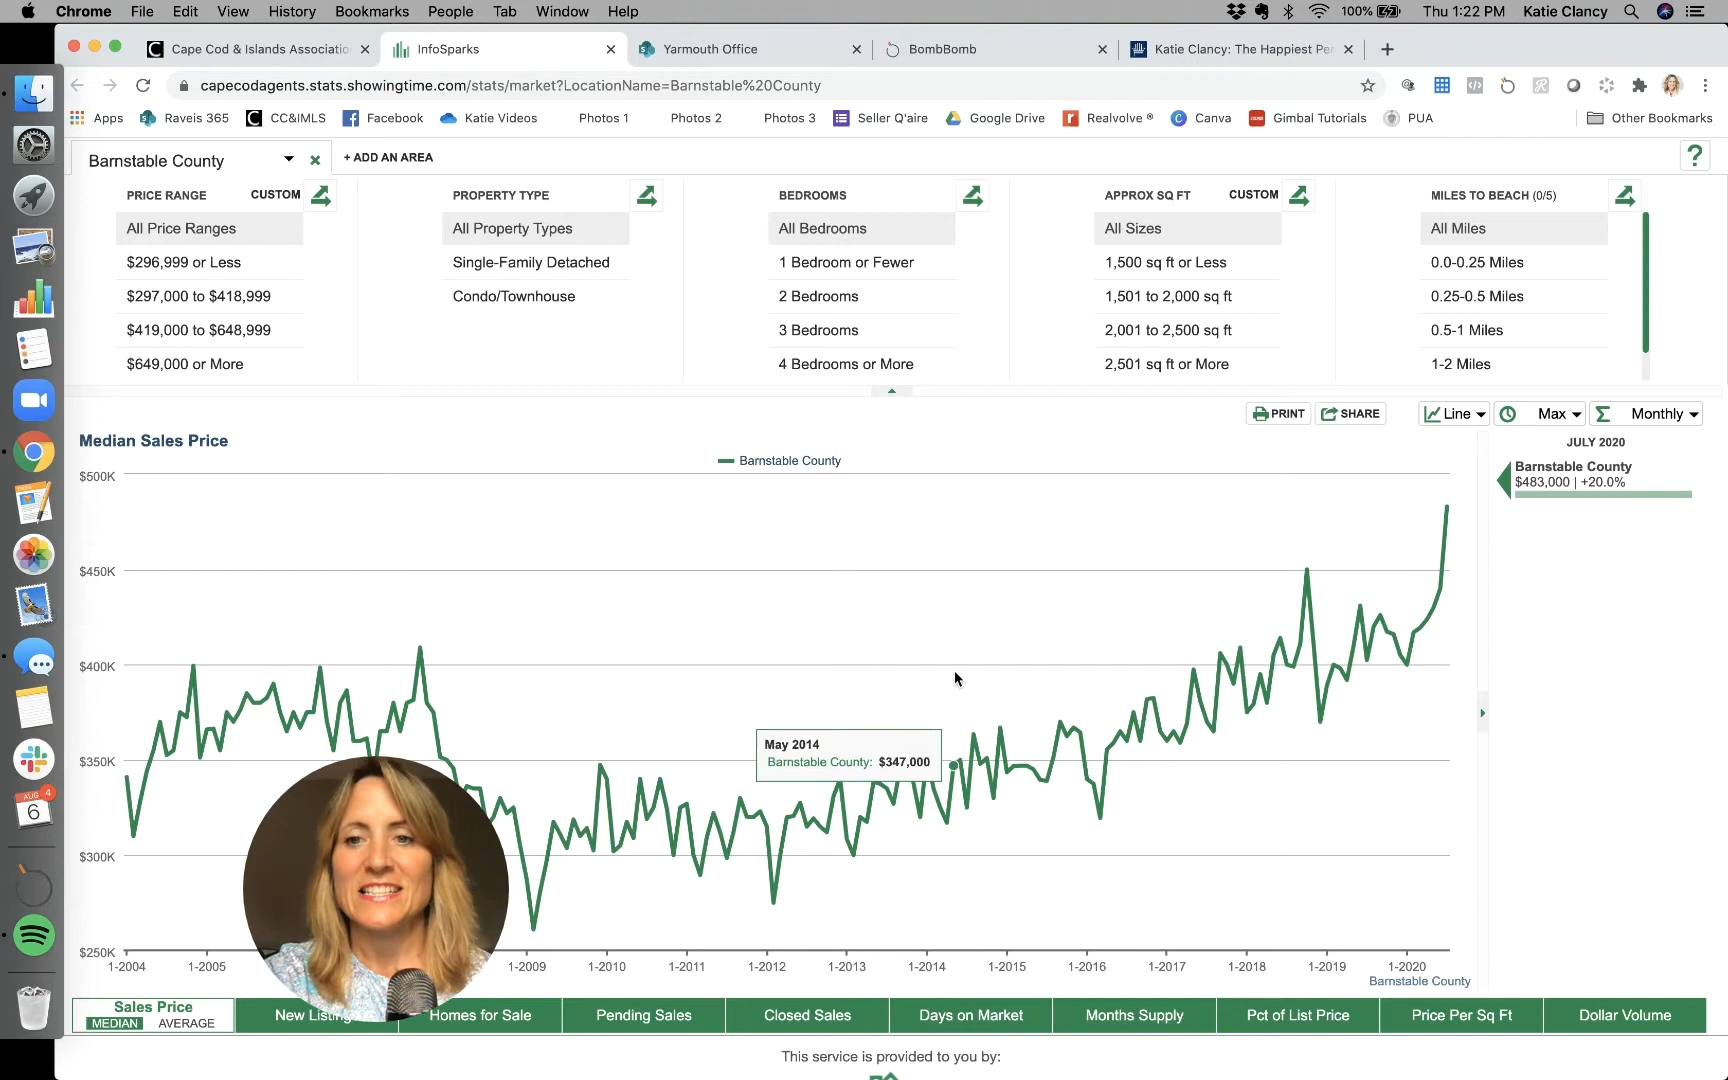 Chrome File Edit View History Bookmarks People Tab Window Help 100% Thu 1:22 PM Katie Clancy
Cape Cod & Islands Associatio InfoSparks Yarmouth Office BombBomb Katie Clancy: The Happiest Per
capecodagents.stats.showingtime.com/stats/market?LocationName=Barnstable%20County
Apps Raveis 365 CC&IMLS Facebook Katie Videos Photos 1 Photos 2 Photos 3 Seller Q'aire Google Drive Realvolve ® Canva Gimbal Tutorials PUA Other Bookmarks
Barnstable County + ADD AN AREA ?
PRICE RANGE CUSTOM PROPERTY TYPE BEDROOMS APPROX SQ FT CUSTOM MILES TO BEACH (0/5)
All Price Ranges All Property Types All Bedrooms All Sizes All Miles
$296,999 or Less Single-Family Detached 1 Bedroom or Fewer 1,500 sq ft or Less 0.0-0.25 Miles
$297,000 to $418,999 Condo/Townhouse 2 Bedrooms 1,501 to 2,000 sq ft 0.25-0.5 Miles
$419,000 to $648,999 3 Bedrooms 2,001 to 2,500 sq ft 0.5-1 Miles
$649,000 or More 4 Bedrooms or More 2,501 sq ft or More 1-2 Miles
PRINT SHARE Line Max Monthly
Median Sales Price
JULY 2020
Barnstable County
Barnstable County
$483,000 | +20.0%
$500K
$450K
$400K
$350K
$300K
$250K
May 2014
Barnstable County: $347,000
1-2004 1-2005 1-2009 1-2010 1-2011 1-2012 1-2013 1-2014 1-2015 1-2016 1-2017 1-2018 1-2019 1-2020
Barnstable County
Sales Price
MEDIAN AVERAGE
New Listing Homes for Sale Pending Sales Closed Sales Days on Market Months Supply Pct of List Price Price Per Sq Ft Dollar Volume
This service is provided to you by:
AUG 4
6